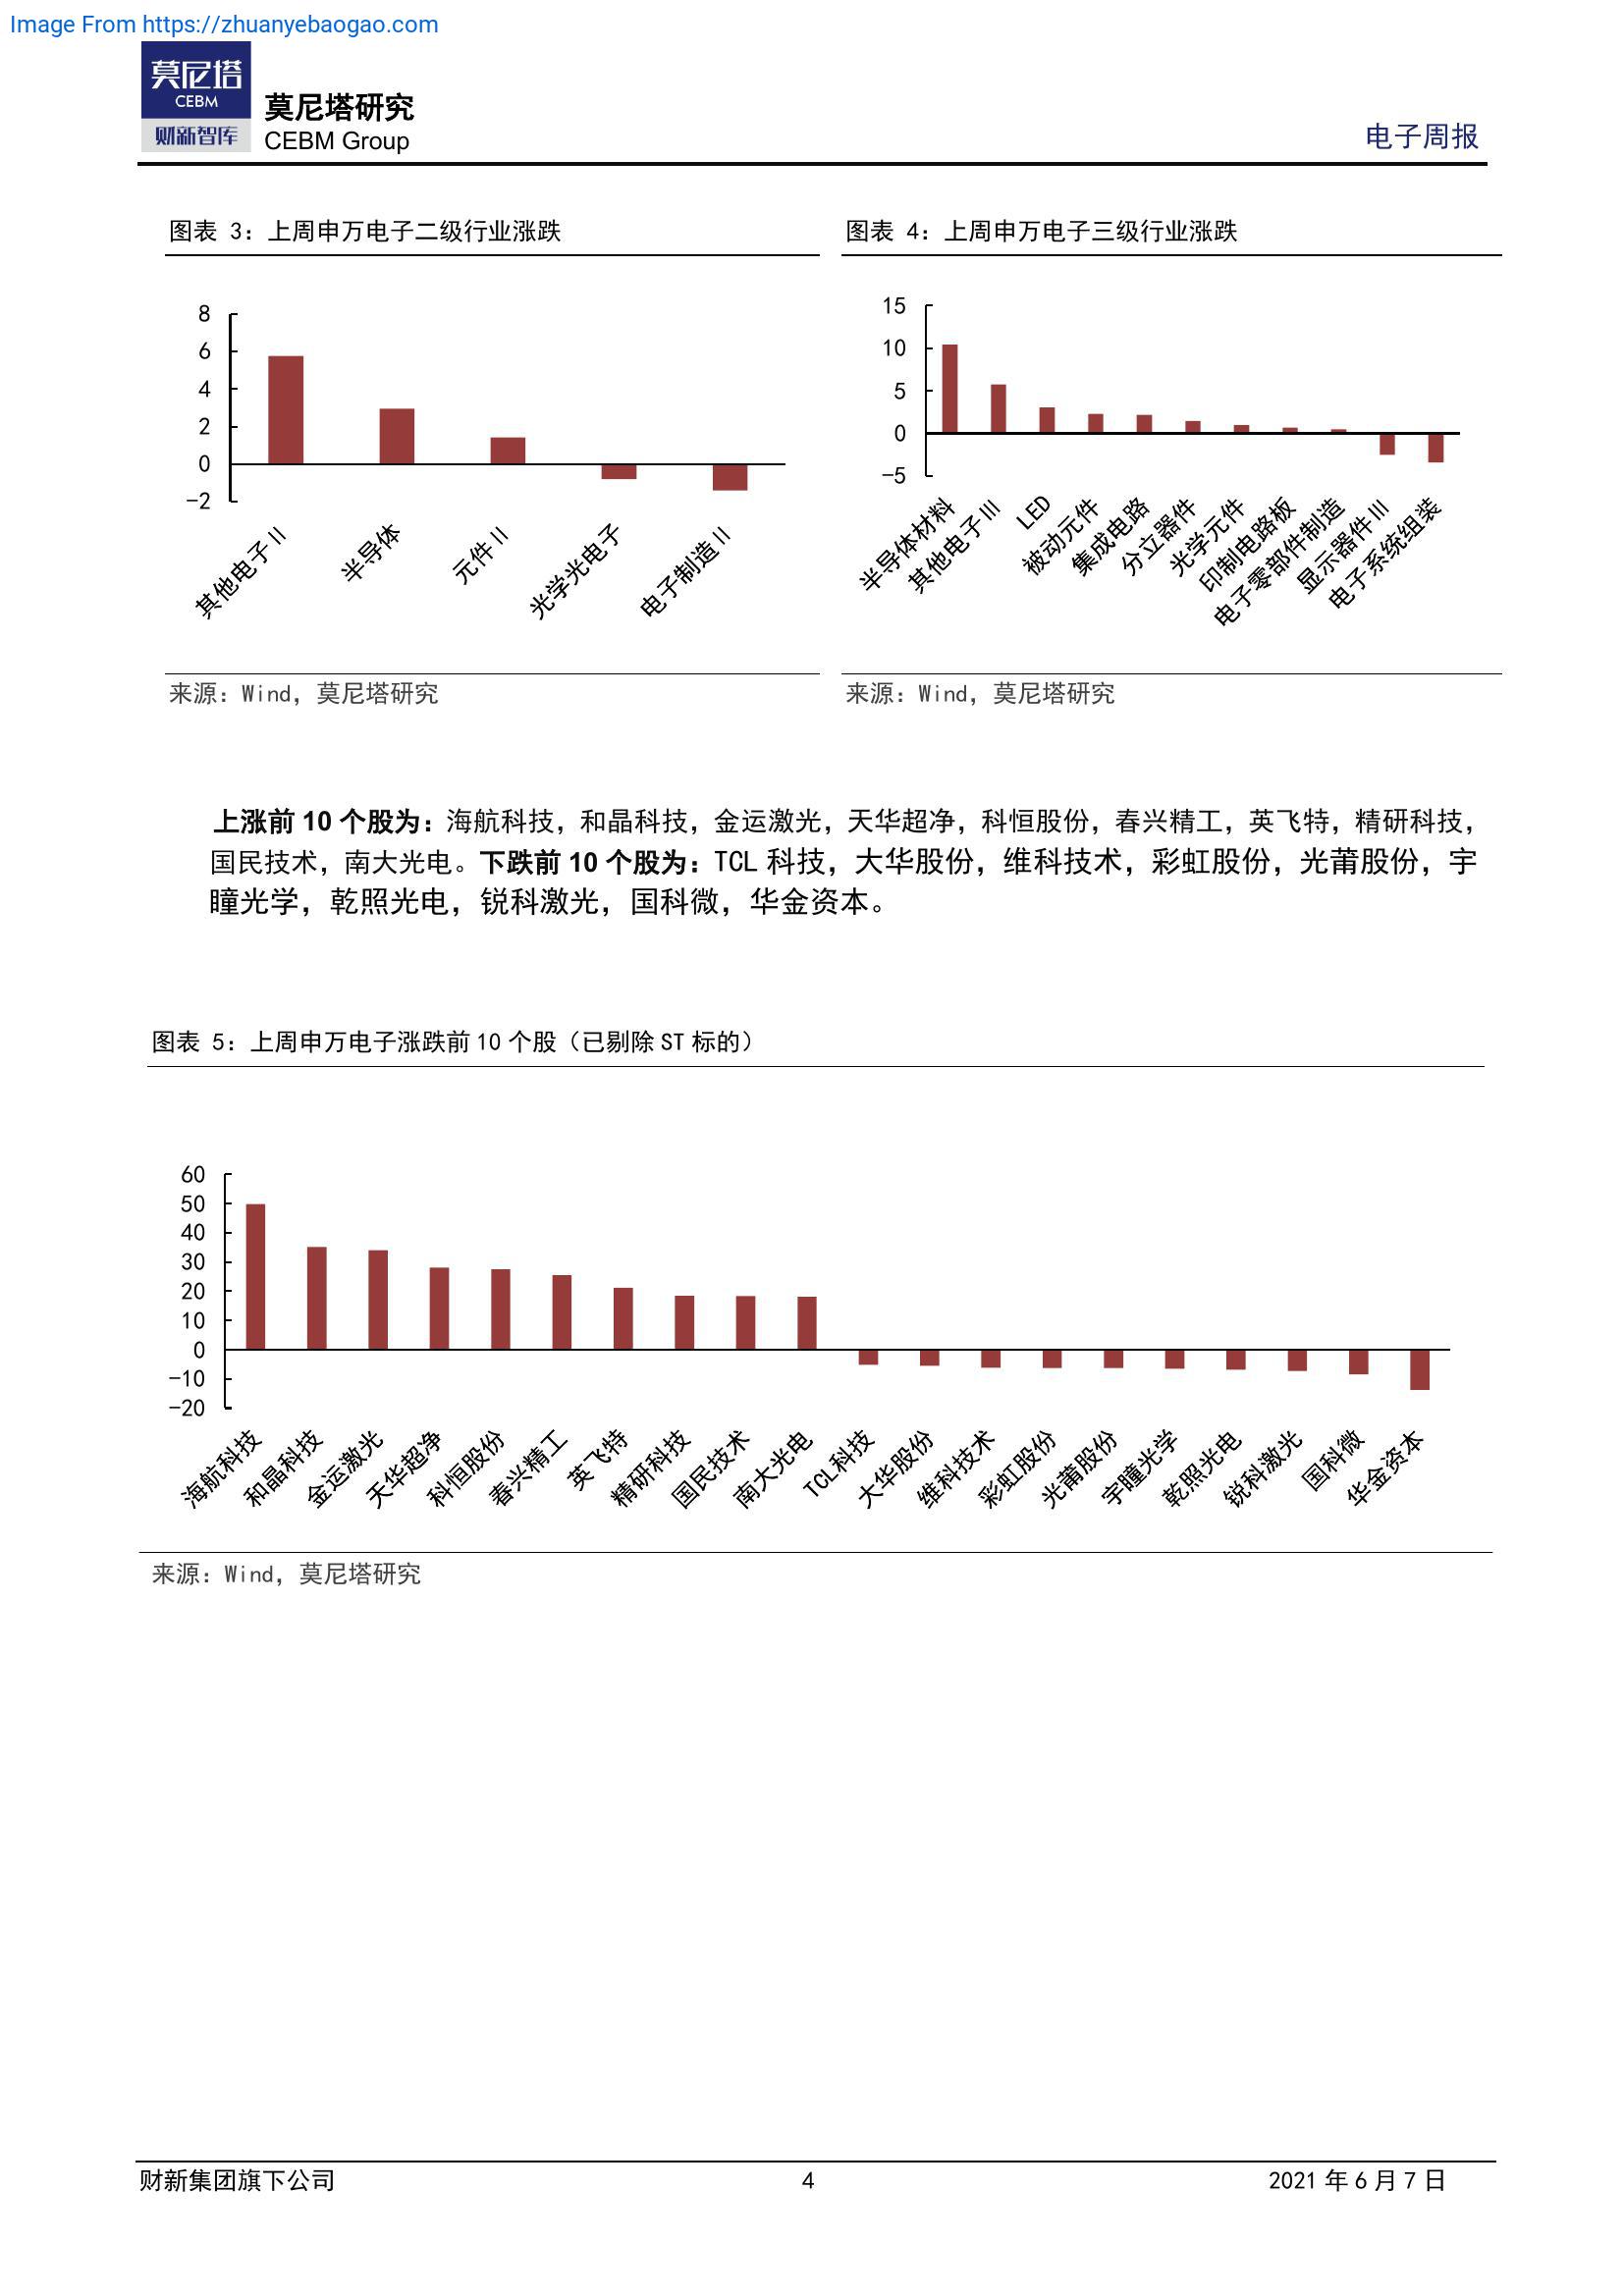 Image From https://zhuanyebaogao.com
莫尼塔
CEBM
财新智库
莫尼塔研究
CEBM Group
电子周报
图表 3：上周申万电子二级行业涨跌
8
6
4
2
0
-2
其他电子Ⅱ
半导体
元件Ⅱ
光学光电子
电子制造Ⅱ
来源：Wind，莫尼塔研究
图表 4：上周申万电子三级行业涨跌
15
10
5
0
-5
半导体材料
其他电子Ⅲ
LED
被动元件
集成电路
分立器件
光学元件
印制电路板
电子零部件制造
显示器件Ⅲ
电子系统组装
来源：Wind，莫尼塔研究
上涨前 10 个股为：海航科技，和晶科技，金运激光，天华超净，科恒股份，春兴精工，英飞特，精研科技，
国民技术，南大光电。下跌前 10 个股为：TCL 科技，大华股份，维科技术，彩虹股份，光莆股份，宇
瞳光学，乾照光电，锐科激光，国科微，华金资本。
图表 5：上周申万电子涨跌前 10 个股（已剔除 ST 标的）
60
50
40
30
20
10
0
-10
-20
海航科技
和晶科技
金运激光
天华超净
科恒股份
春兴精工
英飞特
精研科技
国民技术
南大光电
TCL科技
大华股份
维科技术
彩虹股份
光莆股份
宇瞳光学
乾照光电
锐科激光
国科微
华金资本
来源：Wind，莫尼塔研究
财新集团旗下公司
4
2021 年 6 月 7 日